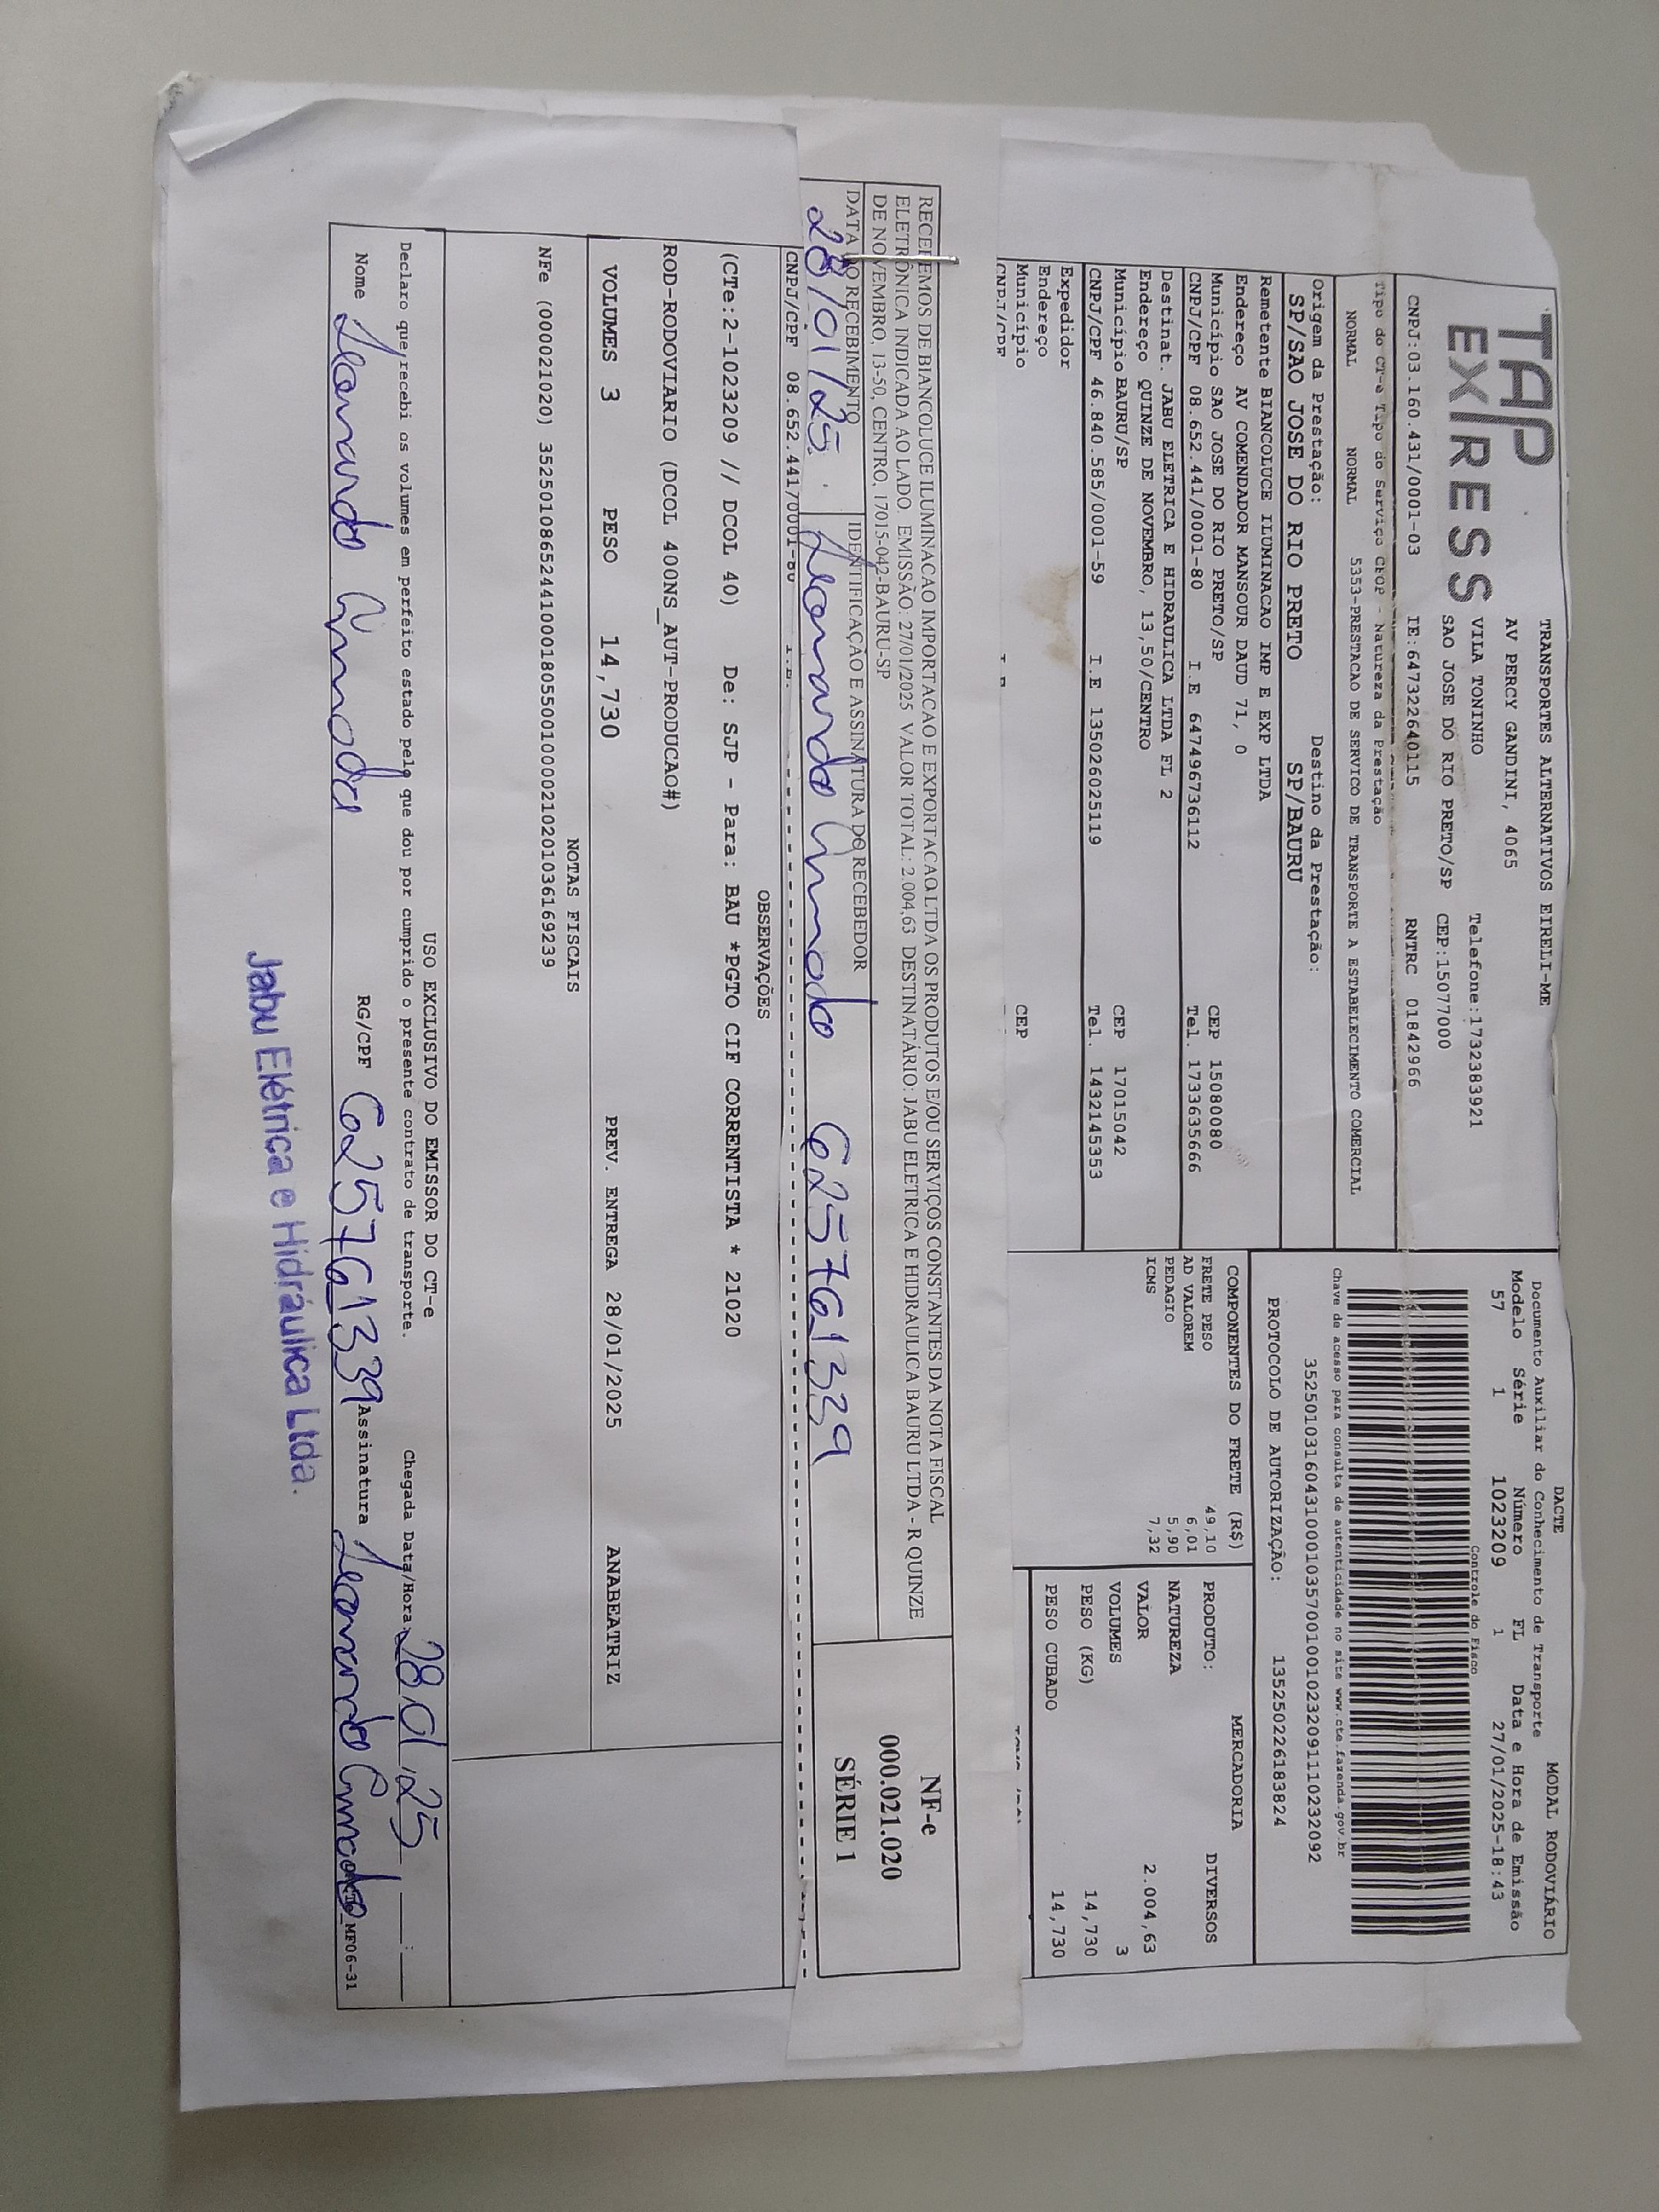 TAP EXPRESS
TRANSPORTES ALTERNATIVOS EIRELI-ME
AV PERCY GANDINI, 4065
VILA TONINHO Telefone:1732383921
SAO JOSE DO RIO PRETO/SP CEP:15077000
CNPJ:03.160.431/0001-03 IE:647322640115 RNTRC 01842966
Tipo do CT-e Tipo do Serviço CFOP - Natureza da Prestação
NORMAL NORMAL 5353-PRESTACAO DE SERVICO DE TRANSPORTE A ESTABELECIMENTO COMERCIAL
Origem da Prestação: Destino da Prestação:
SP/SAO JOSE DO RIO PRETO SP/BAURU
Remetente BIANCOLUCE ILUMINACAO IMP E EXP LTDA
Endereço AV COMENDADOR MANSOUR DAUD 71, 0
Município SAO JOSE DO RIO PRETO/SP CEP 15080080
CNPJ/CPF 08.652.441/0001-80 I.E 647496736112 Tel. 1733635666
Destinat. JABU ELETRICA E HIDRAULICA LTDA FL 2
Endereço QUINZE DE NOVEMBRO, 13,50/CENTRO
Município BAURU/SP CEP 17015042
CNPJ/CPF 46.840.585/0001-59 I.E 135026025119 Tel. 1432145353
Expedidor
Endereço
Município CEP
CNPJ/CPF
DACTE MODAL RODOVIÁRIO
Documento Auxiliar do Conhecimento de Transporte
Modelo Série Número FL Data e Hora de Emissão
57 1 1023209 1 27/01/2025-18:43
Controle do Fisco
Chave de acesso para consulta de autenticidade no site www.cte.fazenda.gov.br
35250103160431000103570010010232091110232092
PROTOCOLO DE AUTORIZAÇÃO: 135250226183824
COMPONENTES DO FRETE (R$)
FRETE PESO 49,10
AD VALOREM 6,01
PEDAGIO 5,90
ICMS 7,32
MERCADORIA
PRODUTO: DIVERSOS
NATUREZA
VALOR 2.004,63
VOLUMES 3
PESO (KG) 14,730
PESO CUBADO 14,730
RECEBEMOS DE BIANCOLUCE ILUMINACAO IMPORTACAO E EXPORTACAO LTDA OS PRODUTOS E/OU SERVIÇOS CONSTANTES DA NOTA FISCAL
ELETRÔNICA INDICADA AO LADO. EMISSÃO: 27/01/2025 VALOR TOTAL: 2.004,63 DESTINATÁRIO: JABU ELETRICA E HIDRAULICA BAURU LTDA - R QUINZE
DE NOVEMBRO, 13-50, CENTRO, 17015-042-BAURU-SP
DATA DO RECEBIMENTO IDENTIFICAÇÃO E ASSINATURA DO RECEBEDOR
28/01/25. Leonardo 625761339
NF-e
000.021.020
SÉRIE 1
CNPJ/CPF 08.652.441/0001-80 I.E.
OBSERVAÇÕES
(CTe:2-1023209 // DCOL 40) De: SJP - Para: BAU *PGTO CIF CORRENTISTA * 21020
ROD-RODOVIARIO (DCOL 400NS_AUT-PRODUCAO#)
VOLUMES 3 PESO 14,730 PREV. ENTREGA 28/01/2025 ANABEATRIZ
NOTAS FISCAIS
NFe (000021020) 35250108652441000180550010000210201036169239
USO EXCLUSIVO DO EMISSOR DO CT-e
Declaro que recebi os volumes em perfeito estado pelo que dou por cumprido o presente contrato de transporte. Chegada Data/Hora 28 01 25 __:__
Nome Leonardo RG/CPF 625761339 Assinatura Leonardo MF06-31
Jabu Elétrica e Hidráulica Ltda.